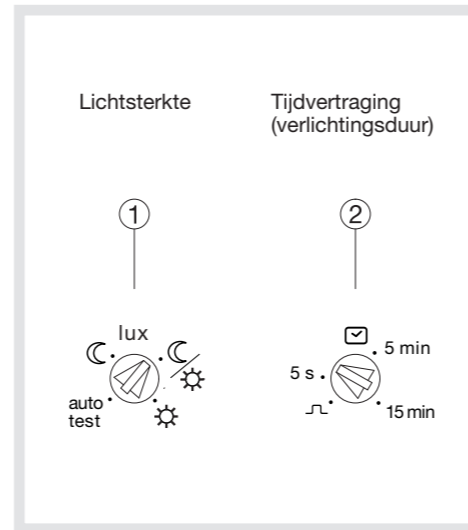 Lichtsterkte
Tijdvertraging
(verlichtingsduur)
1
2
lux
auto
test
5 min
5 s
15 min